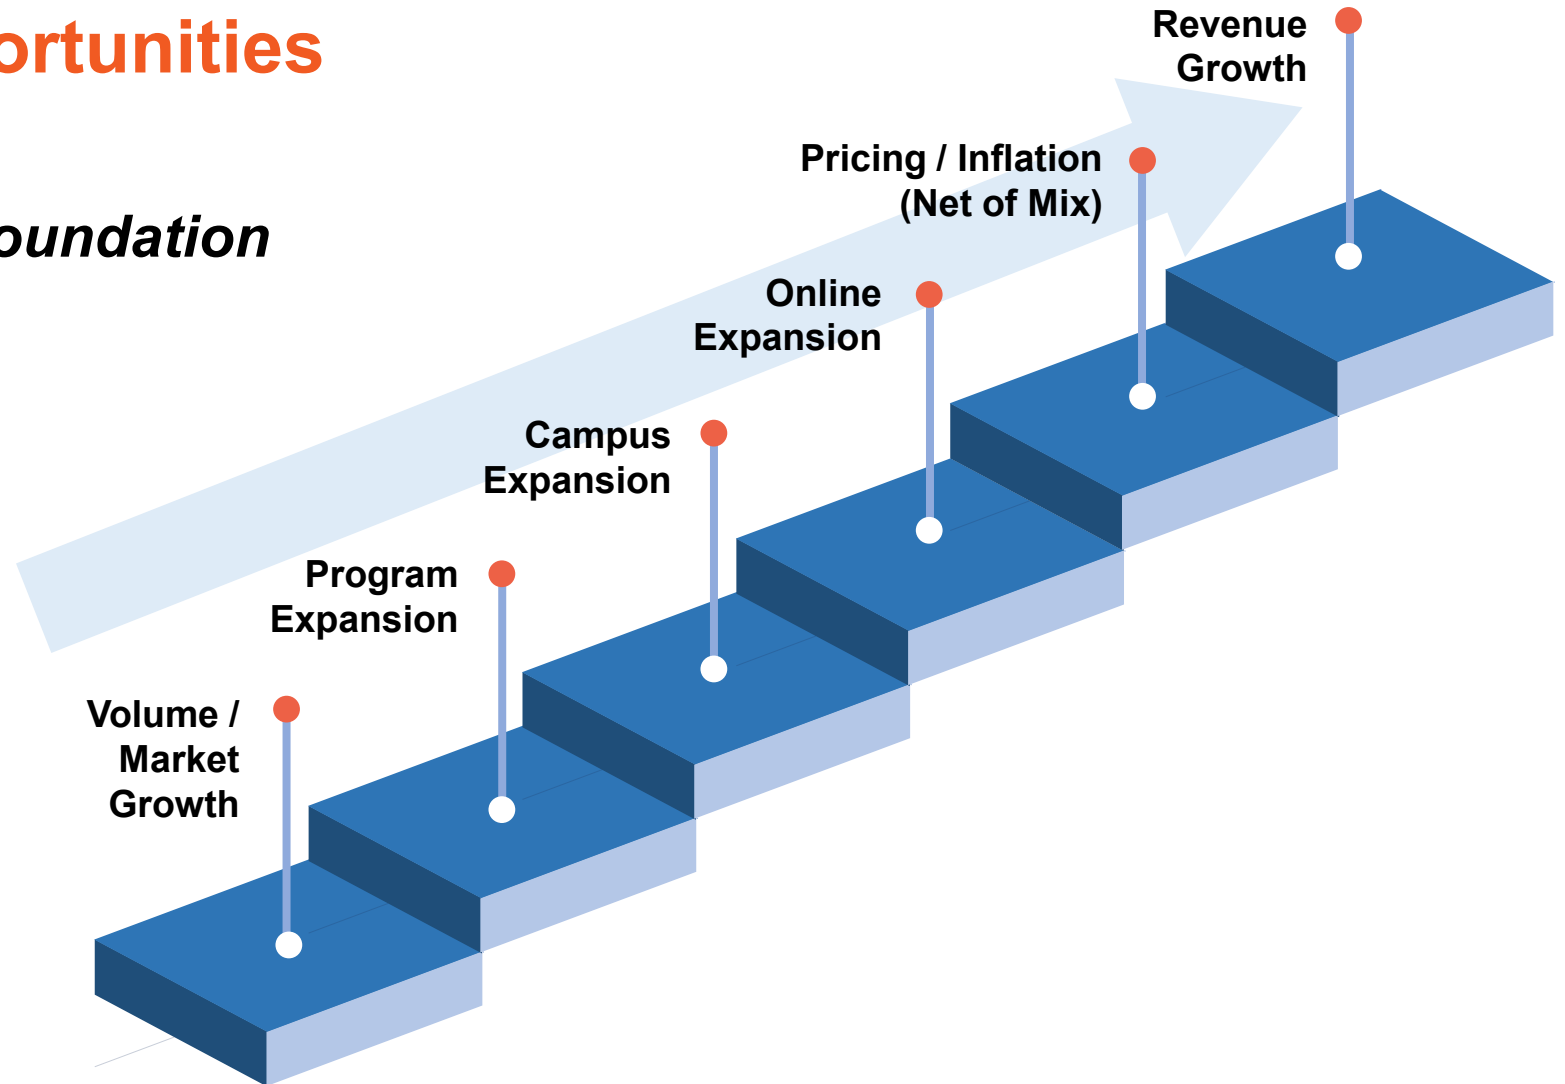 ortunities
oundation
Revenue
Growth
Pricing / Inflation
(Net of Mix)
Online
Expansion
Campus
Expansion
Program
Expansion
Volume /
Market
Growth